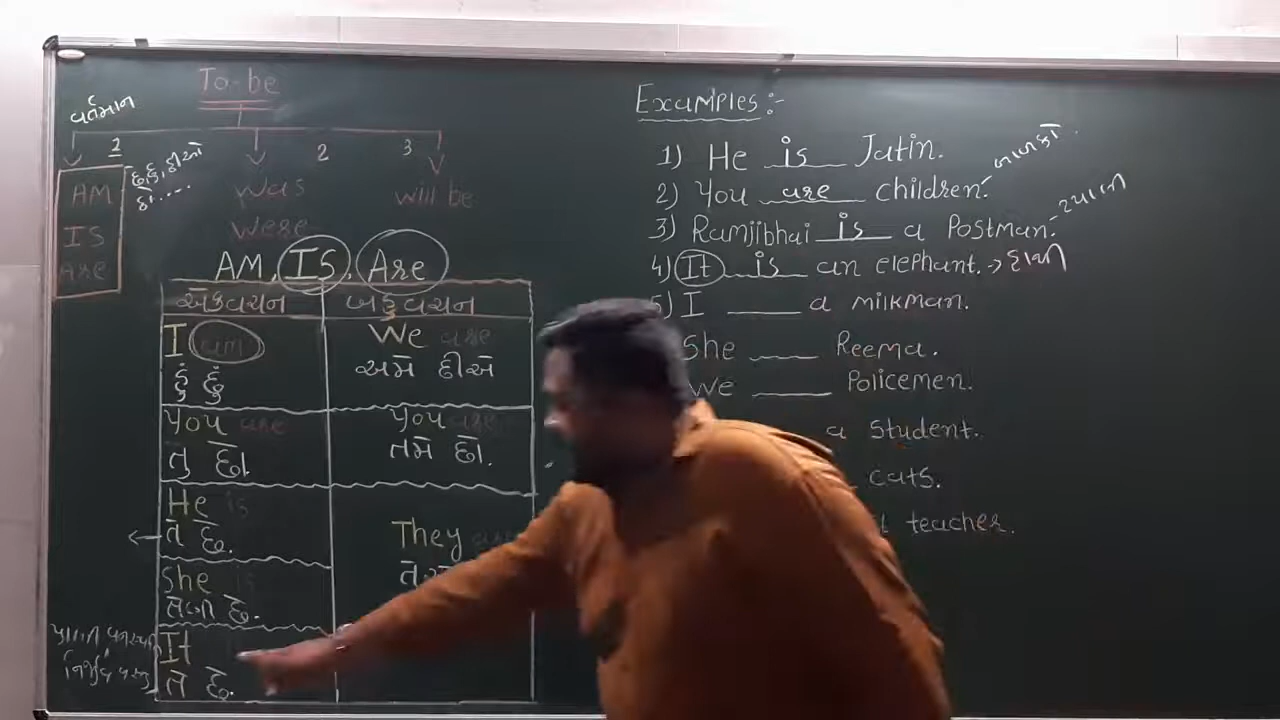 To-be
વર્તમાન
1 2 3
AM
IS
Are
Was
Were
will be
AM, IS, Are
એકવચન બહુવચન
I am
હું છું
We are
અમે છીએ
You are
તું છો.
You are
તમે છો.
He is
તે છે.
They are
She is
તેણી છે.
It
તે છે.
Examples :-
1) He is Jatin.
2) You are children. બાળકો
3) Ramjibhai is a Postman. ટપાલી
4) It is an elephant. → હાથી
5) I ____ a milkman.
She ____ Reema.
We ____ Policemen.
a Student.
cats.
teacher.